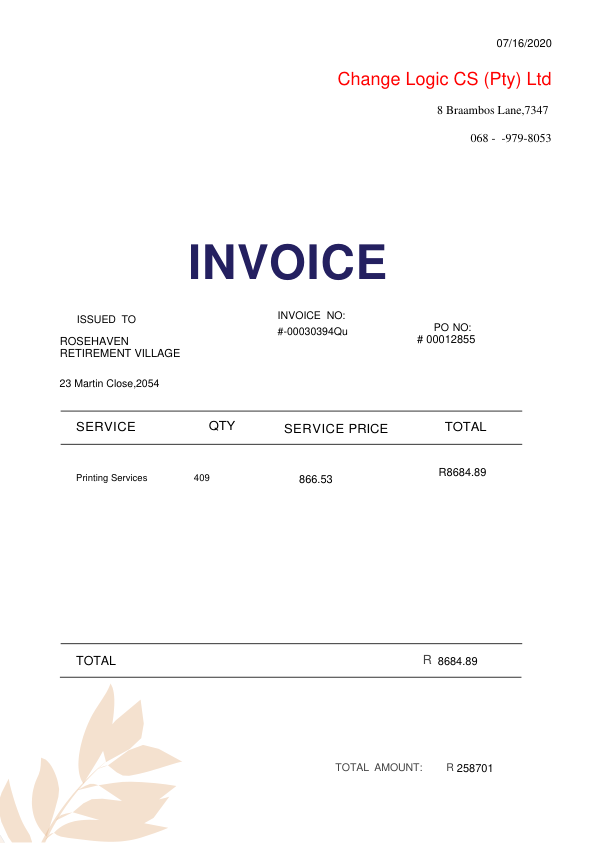 07/16/2020
Change Logic CS (Pty) Ltd
8 Braambos Lane,7347
068 - -979-8053
INVOICE
ISSUED TO
INVOICE NO:
#-00030394Qu
PO NO:
# 00012855
ROSEHAVEN
RETIREMENT VILLAGE
23 Martin Close,2054
SERVICE QTY SERVICE PRICE TOTAL
Printing Services 409 866.53 R8684.89
TOTAL R 8684.89
TOTAL AMOUNT: R 258701